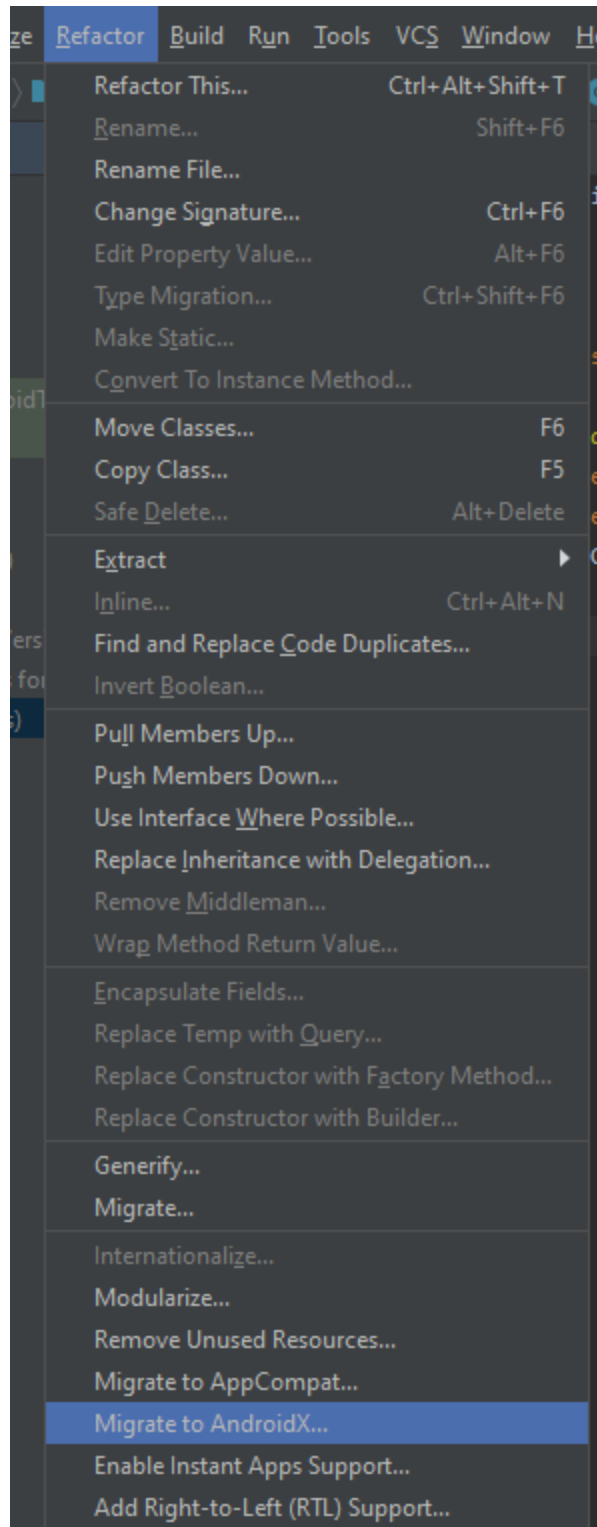 ze Refactor Build Run Tools VCS Window He
Refactor This... Ctrl+Alt+Shift+T
Rename... Shift+F6
Rename File...
Change Signature... Ctrl+F6
Edit Property Value... Alt+F6
Type Migration... Ctrl+Shift+F6
Make Static...
Convert To Instance Method...
oidT
Move Classes... F6
Copy Class... F5
Safe Delete... Alt+Delete
Extract
Inline... Ctrl+Alt+N
Find and Replace Code Duplicates...
ers
Invert Boolean...
for
s)
Pull Members Up...
Push Members Down...
Use Interface Where Possible...
Replace Inheritance with Delegation...
Remove Middleman...
Wrap Method Return Value...
Encapsulate Fields...
Replace Temp with Query...
Replace Constructor with Factory Method...
Replace Constructor with Builder...
Generify...
Migrate...
Internationalize...
Modularize...
Remove Unused Resources...
Migrate to AppCompat...
Migrate to AndroidX...
Enable Instant Apps Support...
Add Right-to-Left (RTL) Support...